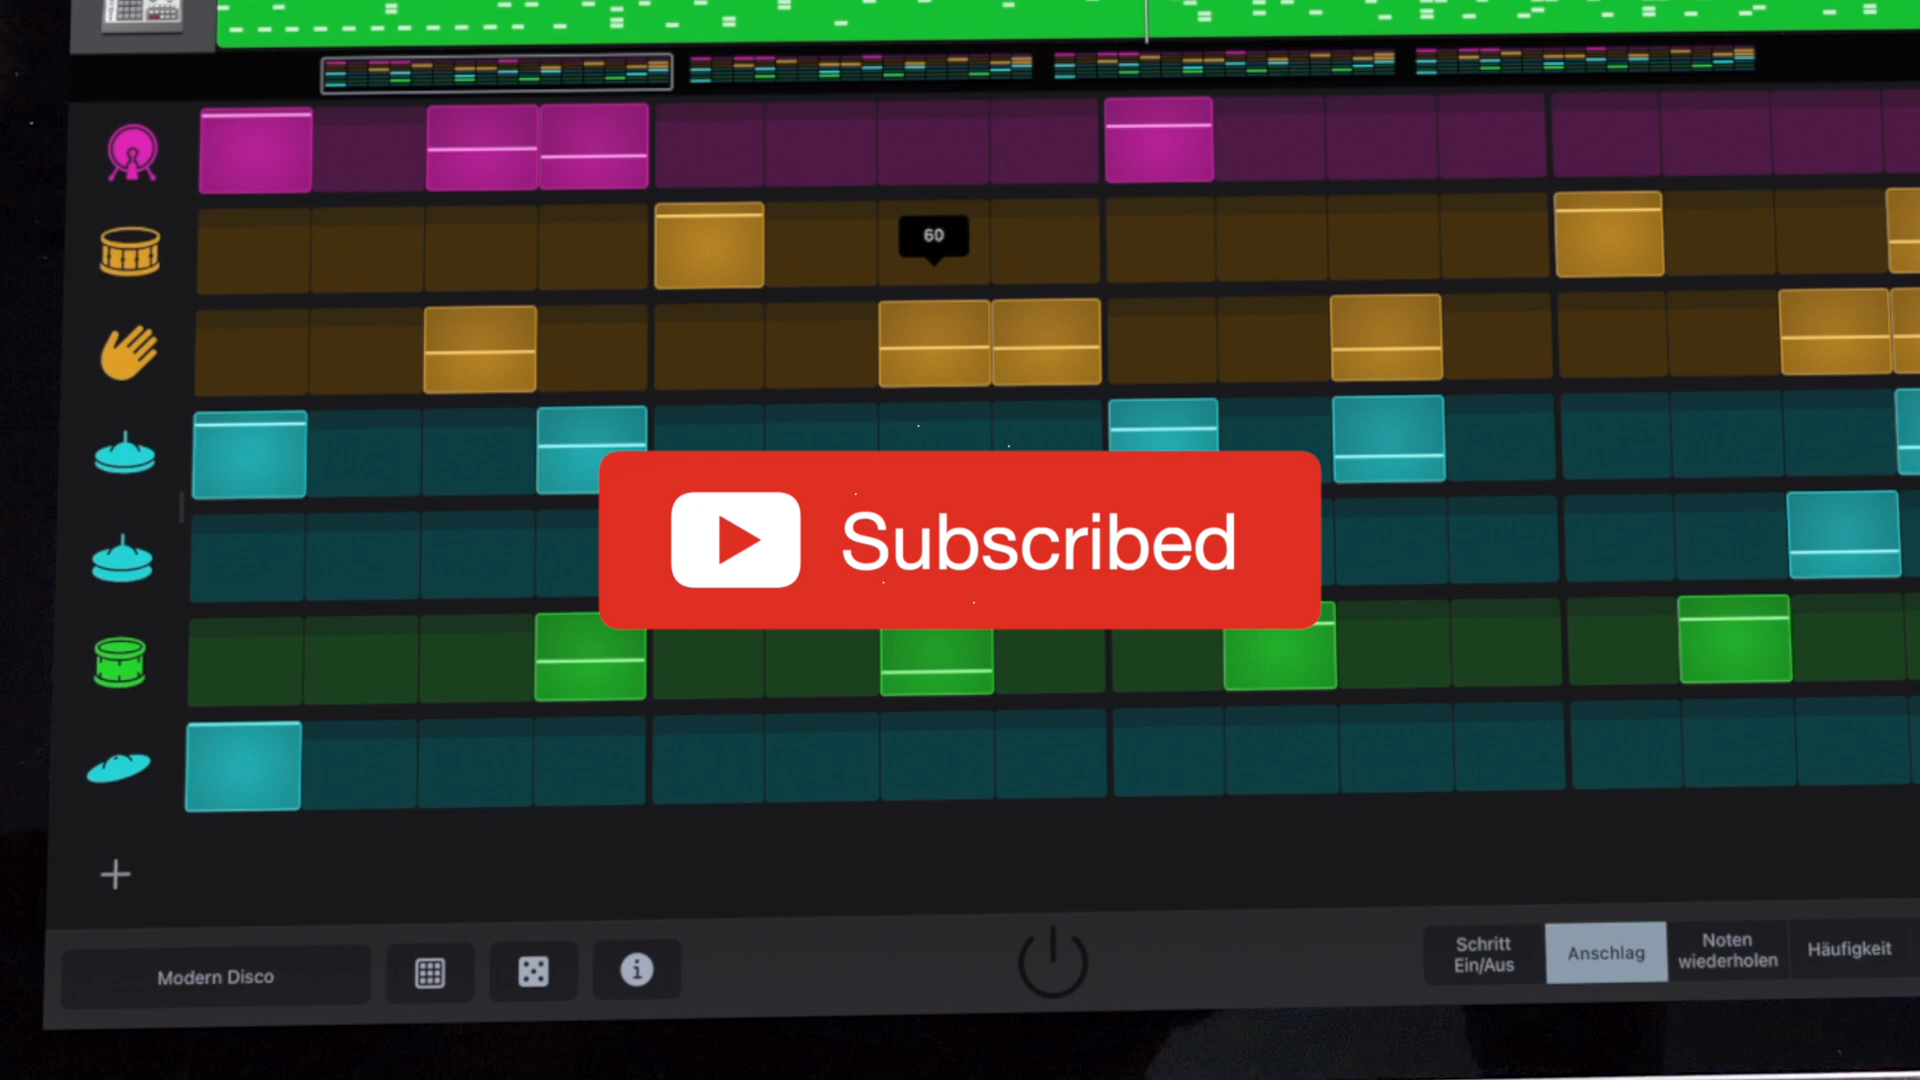 60
Subscribed
Modern Disco
Schritt
Ein/Aus
Anschlag
Noten
wiederholen
Häufigkeit